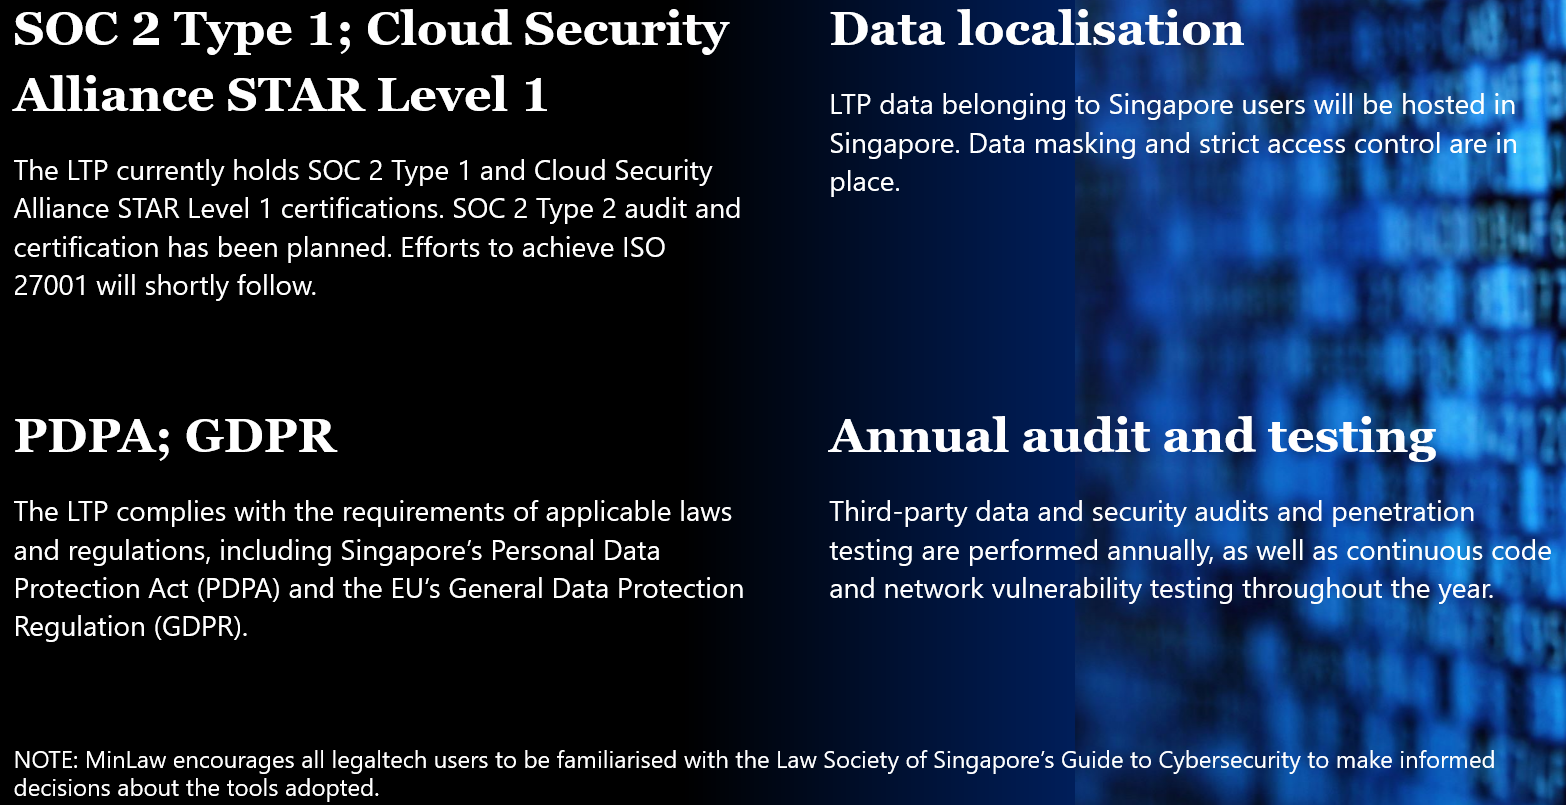 SOC 2 Type 1; Cloud Security
Alliance STAR Level 1
The LTP currently holds SOC 2 Type 1 and Cloud Security
Alliance STAR Level 1 certifications. SOC 2 Type 2 audit and
certification has been planned. Efforts to achieve ISO
27001 will shortly follow.
Data localisation
LTP data belonging to Singapore users will be hosted in
Singapore. Data masking and strict access control are in
place.
PDPA; GDPR
The LTP complies with the requirements of applicable laws
and regulations, including Singapore’s Personal Data
Protection Act (PDPA) and the EU’s General Data Protection
Regulation (GDPR).
Annual audit and testing
Third-party data and security audits and penetration
testing are performed annually, as well as continuous code
and network vulnerability testing throughout the year.
NOTE: MinLaw encourages all legaltech users to be familiarised with the Law Society of Singapore’s Guide to Cybersecurity to make informed
decisions about the tools adopted.